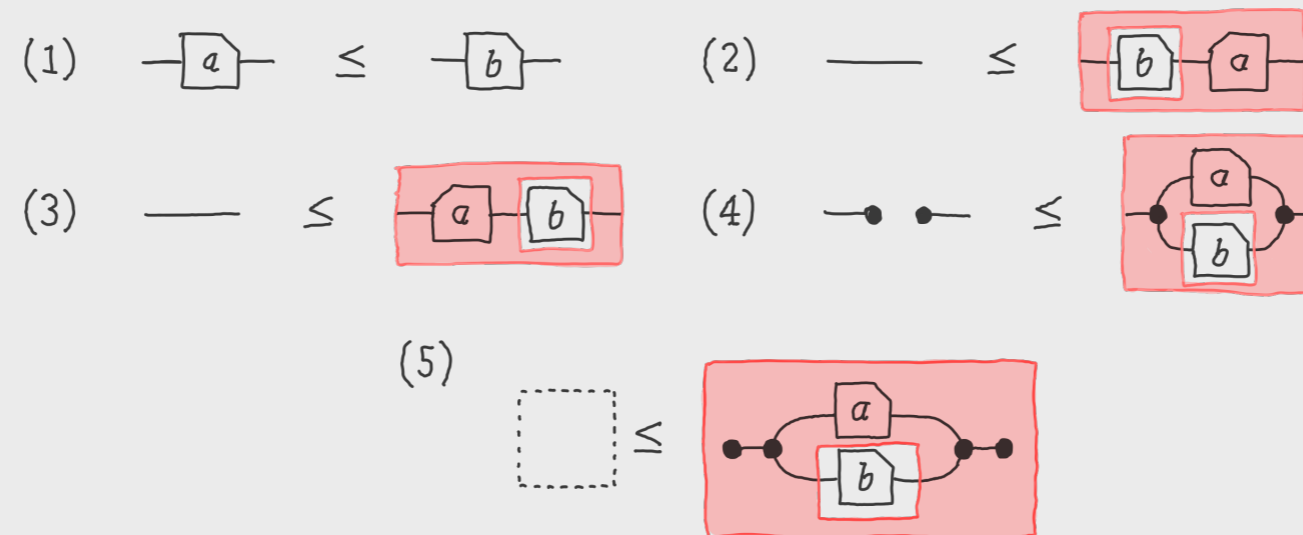 (1) a ≤ b (2) ≤ b a
(3) ≤ a b (4) ≤ a b
(5) ≤ a b